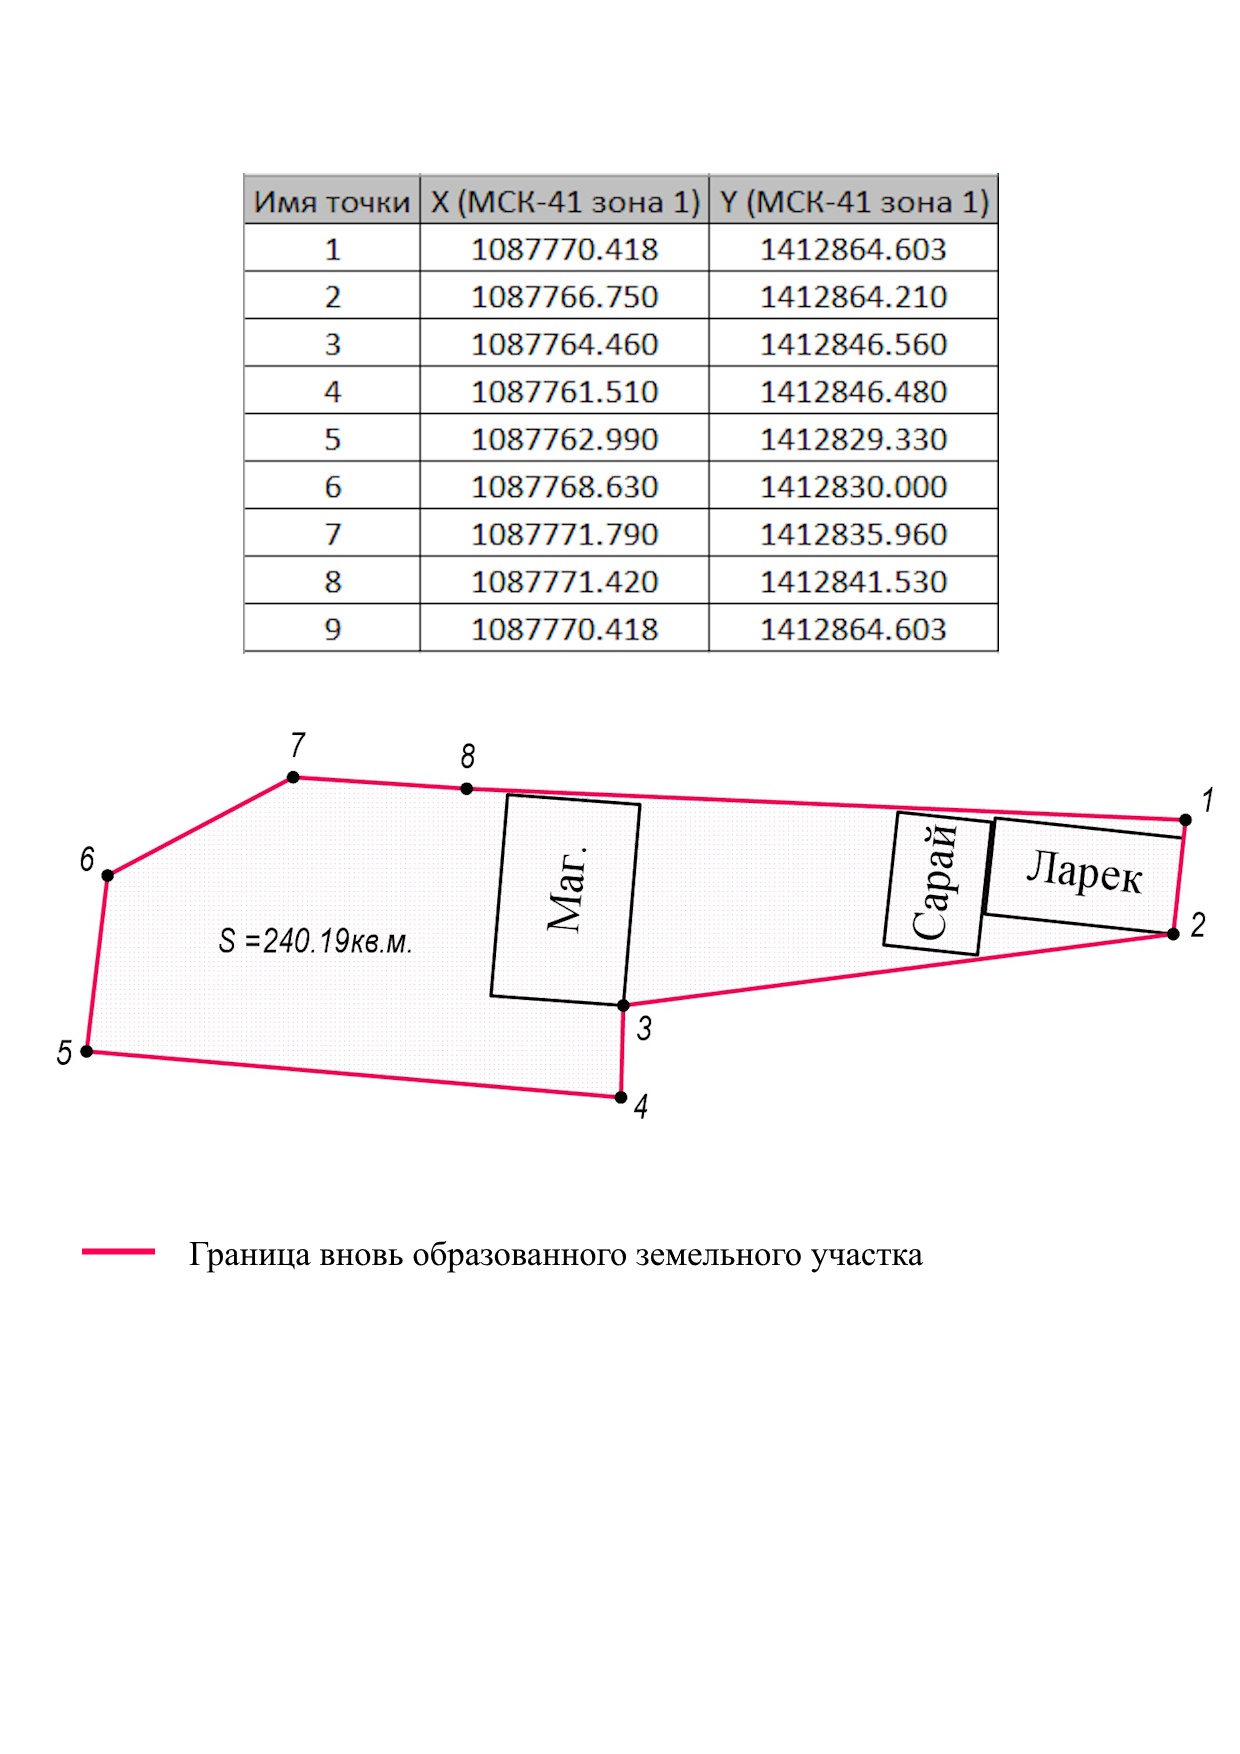 Имя точки X (МСК-41 зона 1) Y (МСК-41 зона 1)
1 1087770.418 1412864.603
2 1087766.750 1412864.210
3 1087764.460 1412846.560
4 1087761.510 1412846.480
5 1087762.990 1412829.330
6 1087768.630 1412830.000
7 1087771.790 1412835.960
8 1087771.420 1412841.530
9 1087770.418 1412864.603
7
8
1
6
Маг.
Сарай
Ларек
2
S =240.19кв.м.
3
5
4
Граница вновь образованного земельного участка